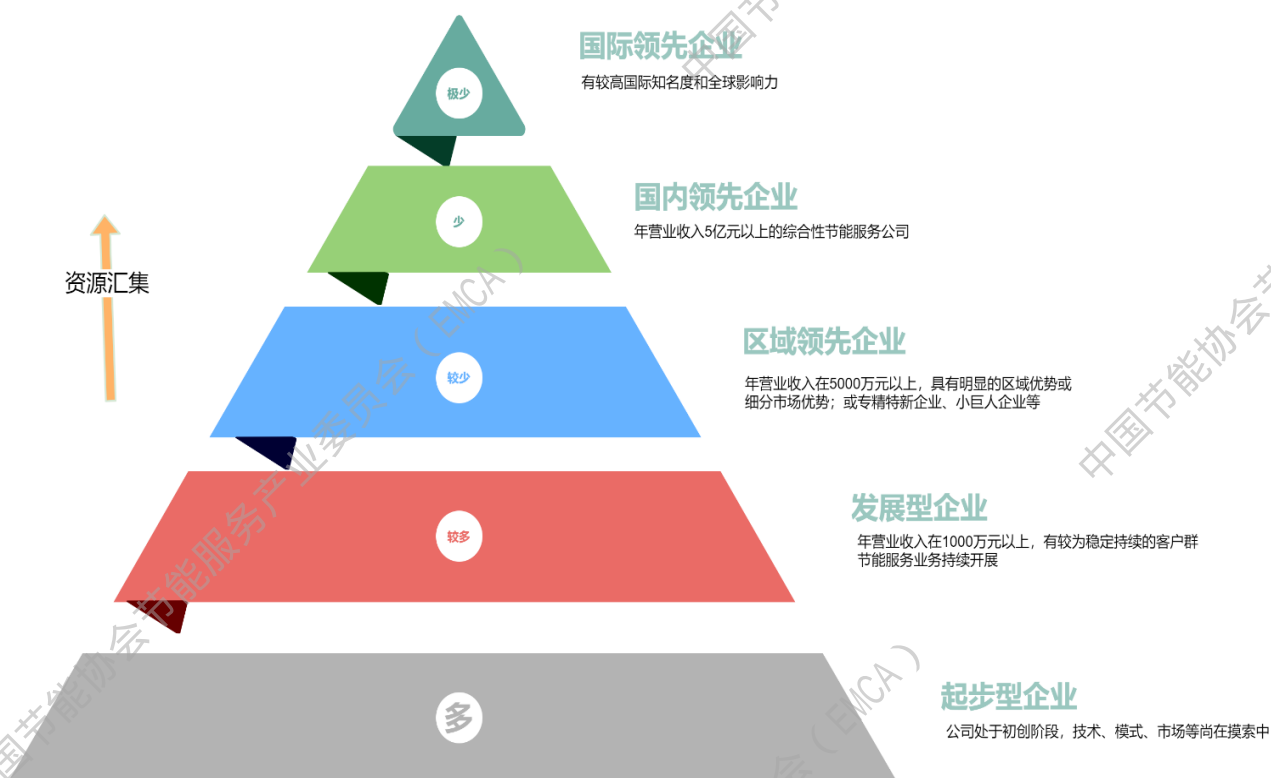 国际领先企业
有较高国际知名度和全球影响力
极少
国内领先企业
年营业收入5亿元以上的综合性节能服务公司
少
资源汇集
区域领先企业
年营业收入在5000万元以上，具有明显的区域优势或
细分市场优势；或专精特新企业、小巨人企业等
较少
发展型企业
年营业收入在1000万元以上，有较为稳定持续的客户群
节能服务业务持续开展
较多
起步型企业
公司处于初创阶段，技术、模式、市场等尚在摸索中
多
中国节
国节能协会节能服务产业委员会（EMCA）
中国节能协会节
会（EMCA）